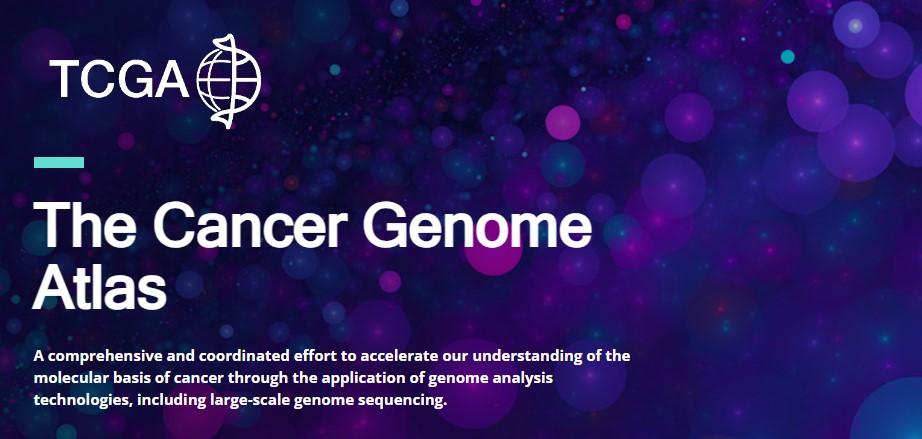 TCGA
The Cancer Genome
Atlas
A comprehensive and coordinated effort to accelerate our understanding of the
molecular basis of cancer through the application of genome analysis
technologies, including large-scale genome sequencing.